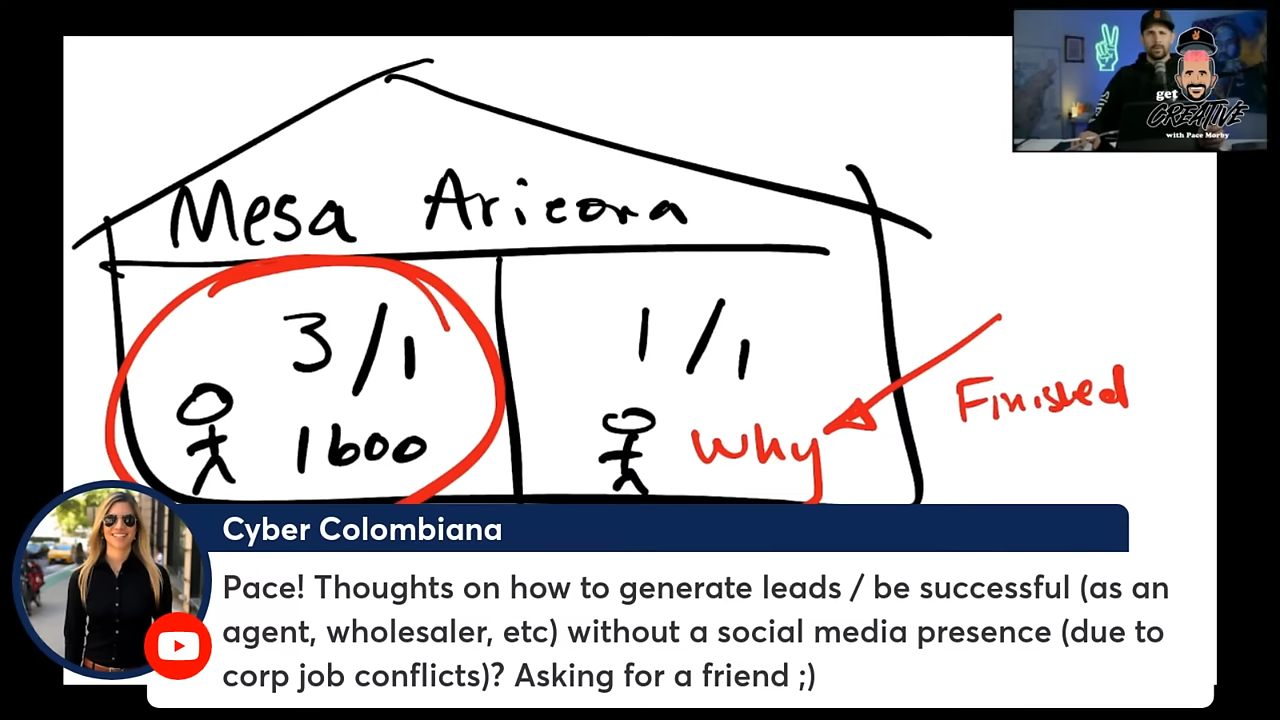 get
CREATIVE
with Pace Morby
Mesa Arizona
3/1
1/1
1600
Why
Finished
Cyber Colombiana
Pace! Thoughts on how to generate leads / be successful (as an
agent, wholesaler, etc) without a social media presence (due to
corp job conflicts)? Asking for a friend ;)